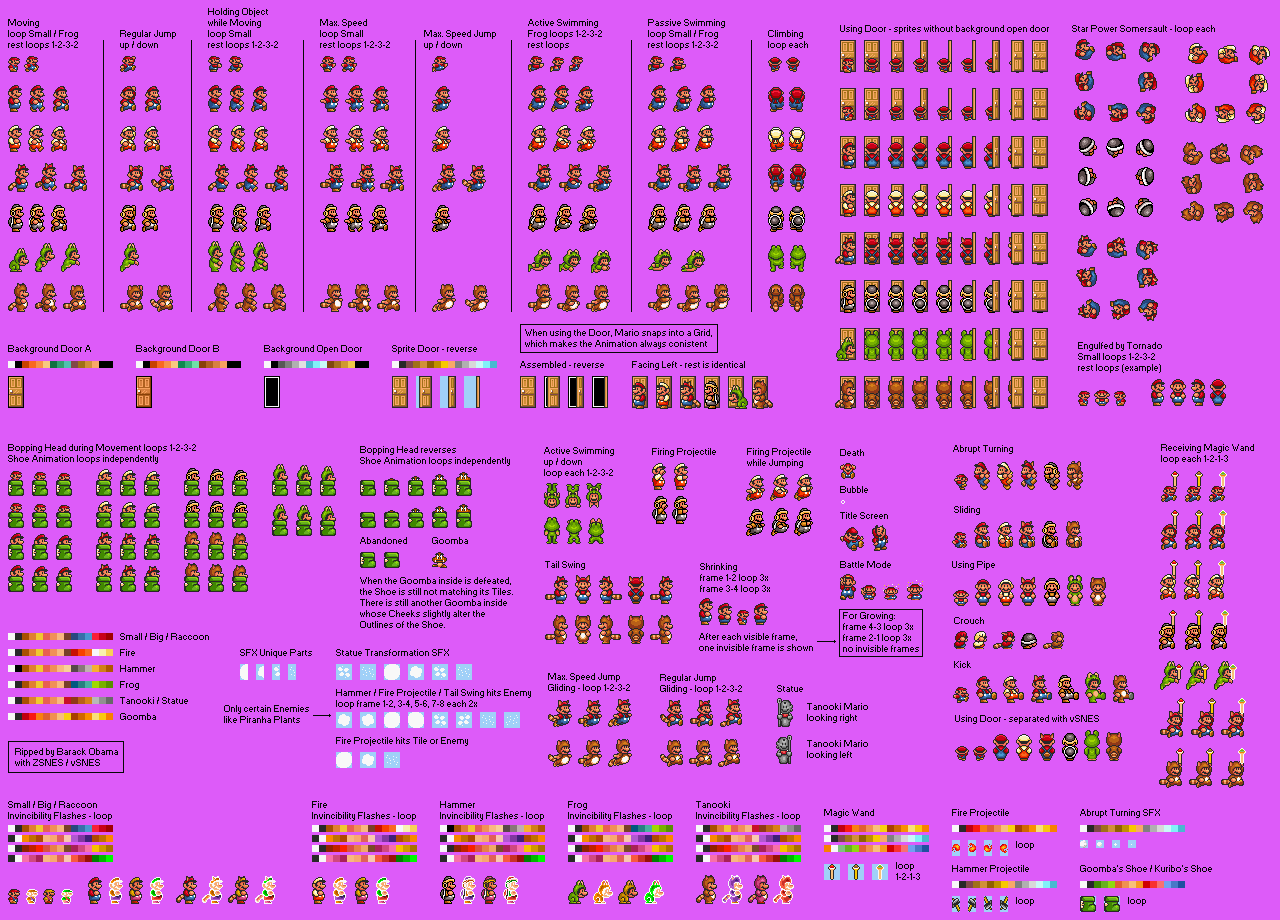 Moving
loop Small / Frog
rest loops 1-2-3-2
Regular Jump
up / down
Holding Object
while Moving
loop Small
rest loops 1-2-3-2
Max. Speed
loop Small
rest loops 1-2-3-2
Max. Speed Jump
up / down
Active Swimming
Frog loops 1-2-3-2
rest loops
Passive Swimming
loop Small / Frog
rest loops 1-2-3-2
Climbing
loop each
Using Door - sprites without background open door
Star Power Somersault - loop each
When using the Door, Mario snaps into a Grid,
which makes the Animation always conistent
Background Door A
Background Door B
Background Open Door
Sprite Door - reverse
Assembled - reverse
Facing Left - rest is identical
Engulfed by Tornado
Small loops 1-2-3-2
rest loops (example)
Bopping Head during Movement loops 1-2-3-2
Shoe Animation loops independently
Bopping Head reverses
Shoe Animation loops independently
Abandoned
Goomba
When the Goomba inside is defeated,
the Shoe is still not matching its Tiles.
There is still another Goomba inside
whose Cheeks slightly alter the
Outlines of the Shoe.
Active Swimming
up / down
loop each 1-2-3-2
Firing Projectile
Firing Projectile
while Jumping
Death
Bubble
Title Screen
Battle Mode
Abrupt Turning
Sliding
Using Pipe
Crouch
Kick
Using Door - separated with vSNES
Receiving Magic Wand
loop each 1-2-1-3
Tail Swing
Shrinking
frame 1-2 loop 3x
frame 3-4 loop 3x
After each visible frame,
one invisible frame is shown
For Growing:
frame 4-3 loop 3x
frame 2-1 loop 3x
no invisible frames
Small / Big / Raccoon
Fire
Hammer
Frog
Tanooki / Statue
Goomba
SFX Unique Parts
Only certain Enemies
like Piranha Plants
Statue Transformation SFX
Hammer / Fire Projectile / Tail Swing hits Enemy
loop frame 1-2, 3-4, 5-6, 7-8 each 2x
Fire Projectile hits Tile or Enemy
Max. Speed Jump
Gliding - loop 1-2-3-2
Regular Jump
Gliding - loop 1-2-3-2
Statue
Tanooki Mario
looking right
Tanooki Mario
looking left
Ripped by Barack Obama
with ZSNES / vSNES
Small / Big / Raccoon
Invincibility Flashes - loop
Fire
Invincibility Flashes - loop
Hammer
Invincibility Flashes - loop
Frog
Invincibility Flashes - loop
Tanooki
Invincibility Flashes - loop
Magic Wand
loop
1-2-1-3
Fire Projectile
loop
Hammer Projectile
loop
Abrupt Turning SFX
Goomba's Shoe / Kuribo's Shoe
loop